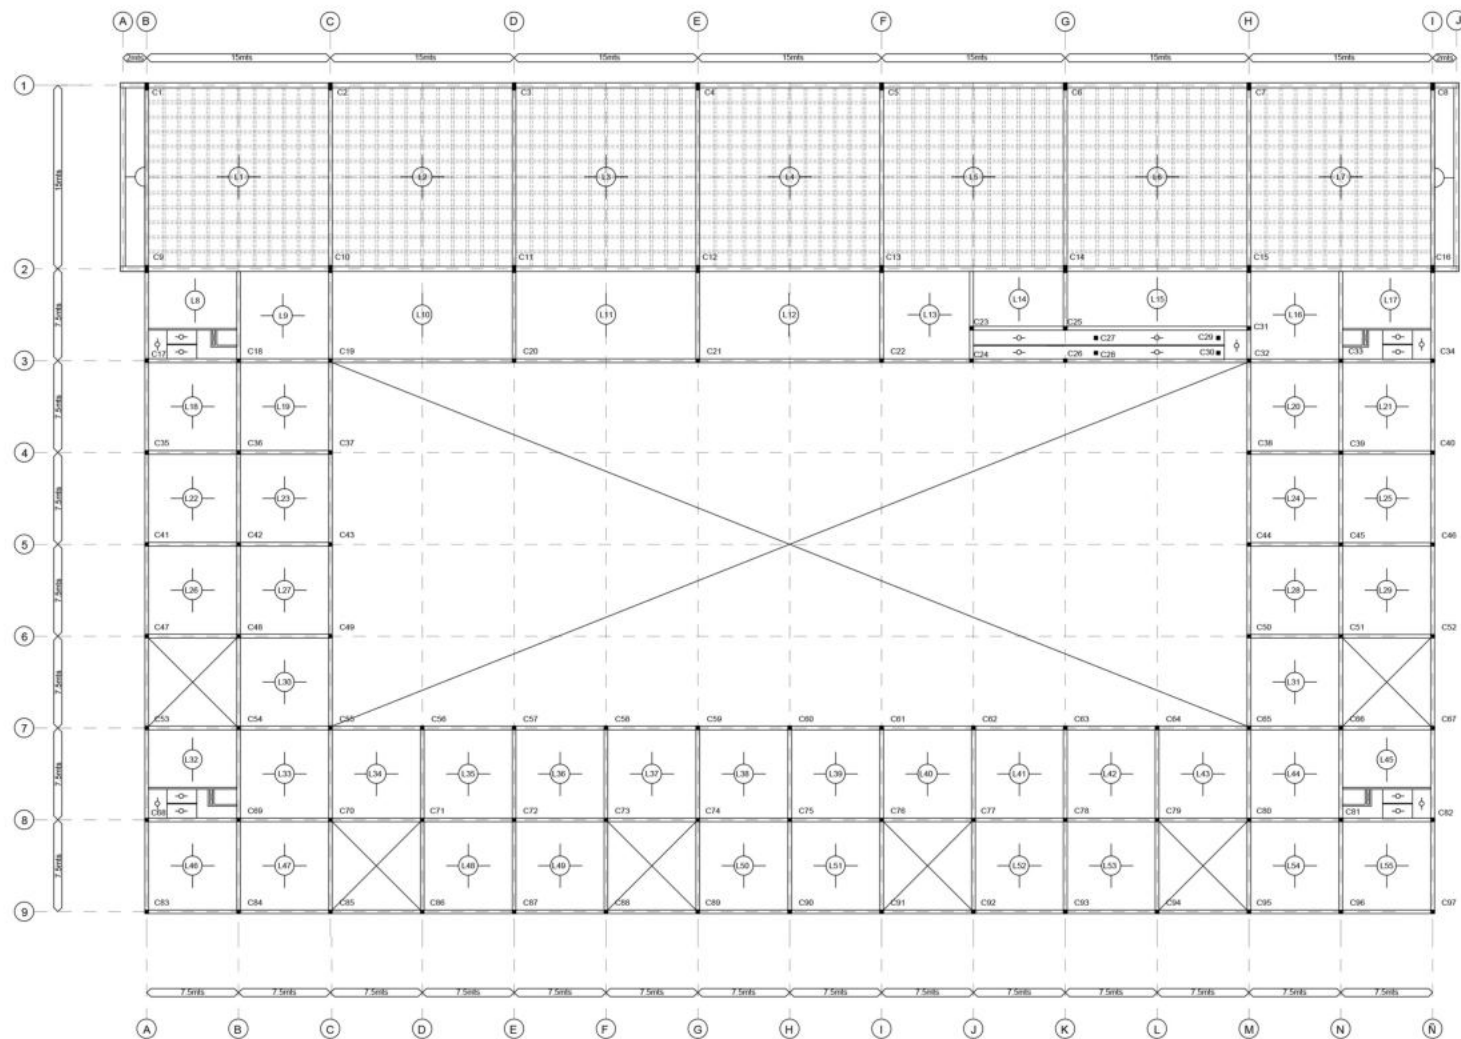 A B C D E F G H I J
2mts 15mts 15mts 15mts 15mts 15mts 15mts 15mts 2mts
1
C1 C2 C3 C4 C5 C6 C7 C8
15mts
L1 L2 L3 L4 L5 L6 L7
C9 C10 C11 C12 C13 C14 C15 C16
2
L8 L9 L10 L11 L12 L13 L14 L15 L16 L17
7.5mts
C23 C25 C31
C27 C29
C17 C18 C19 C20 C21 C22 C24 C26 C28 C30 C32 C33 C34
3
7.5mts
L18 L19 L20 L21
C35 C36 C37 C38 C39 C40
4
7.5mts
L22 L23 L24 L25
C41 C42 C43 C44 C45 C46
5
7.5mts
L26 L27 L28 L29
C47 C48 C49 C50 C51 C52
6
7.5mts
L30 L31
C53 C54 C55 C56 C57 C58 C59 C60 C61 C62 C63 C64 C65 C66 C67
7
7.5mts
L32 L33 L34 L35 L36 L37 L38 L39 L40 L41 L42 L43 L44 L45
C68 C69 C70 C71 C72 C73 C74 C75 C76 C77 C78 C79 C80 C81 C82
8
7.5mts
L46 L47 L48 L49 L50 L51 L52 L53 L54 L55
C83 C84 C85 C86 C87 C88 C89 C90 C91 C92 C93 C94 C95 C96 C97
9
7.5mts 7.5mts 7.5mts 7.5mts 7.5mts 7.5mts 7.5mts 7.5mts 7.5mts 7.5mts 7.5mts 7.5mts 7.5mts 7.5mts
A B C D E F G H I J K L M N Ñ